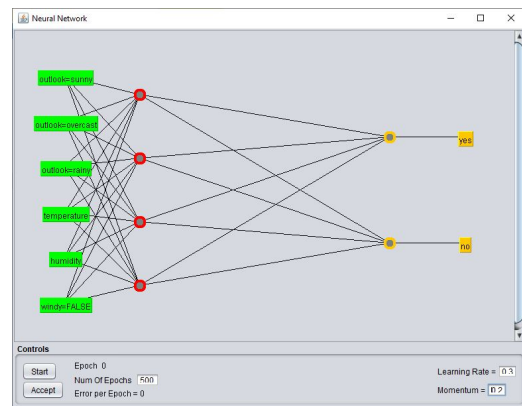 Neural Network
outlook=sunny
outlook=overcast
outlook=rainy
temperature
humidity
windy=FALSE
yes
no
Controls
Start
Accept
Epoch 0
Num Of Epochs 500
Error per Epoch = 0
Learning Rate = 0.3
Momentum = 0.2